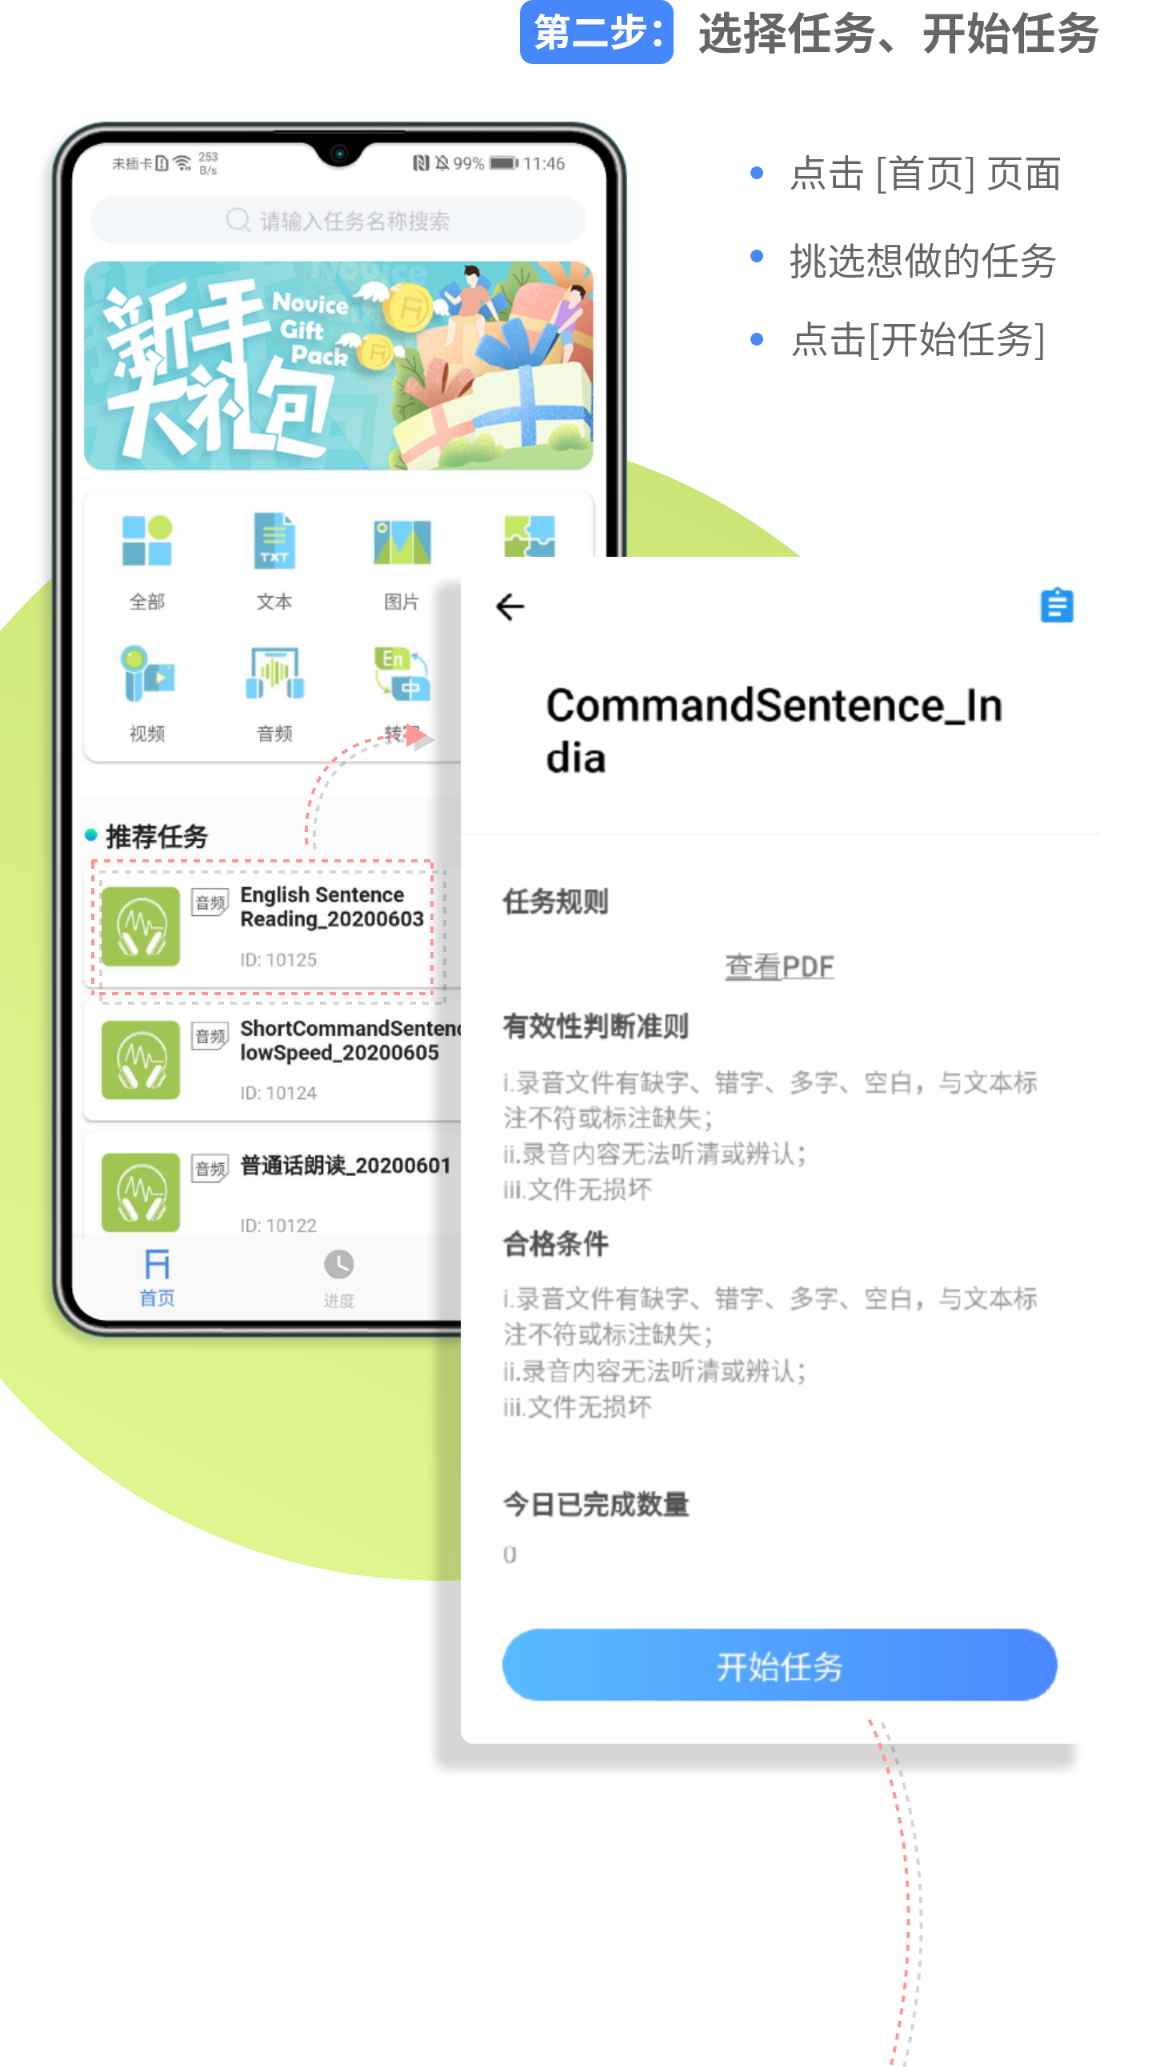 第二步：
选择任务、开始任务
点击 [首页] 页面
挑选想做的任务
点击[开始任务]
未插卡
253
B/s
99%
11:46
请输入任务名称搜索
Novice
新手
大礼包
Novice
Gift
Pack
全部
TXT
文本
图片
视频
音频
En
中
转写
推荐任务
音频
English Sentence
Reading_20200603
ID: 10125
音频
ShortCommandSentenc
lowSpeed_20200605
ID: 10124
音频
普通话朗读_20200601
ID: 10122
首页
进度
CommandSentence_In
dia
任务规则
查看PDF
有效性判断准则
i.录音文件有缺字、错字、多字、空白，与文本标
注不符或标注缺失；
ii.录音内容无法听清或辨认；
iii.文件无损坏
合格条件
i.录音文件有缺字、错字、多字、空白，与文本标
注不符或标注缺失；
ii.录音内容无法听清或辨认；
iii.文件无损坏
今日已完成数量
0
开始任务